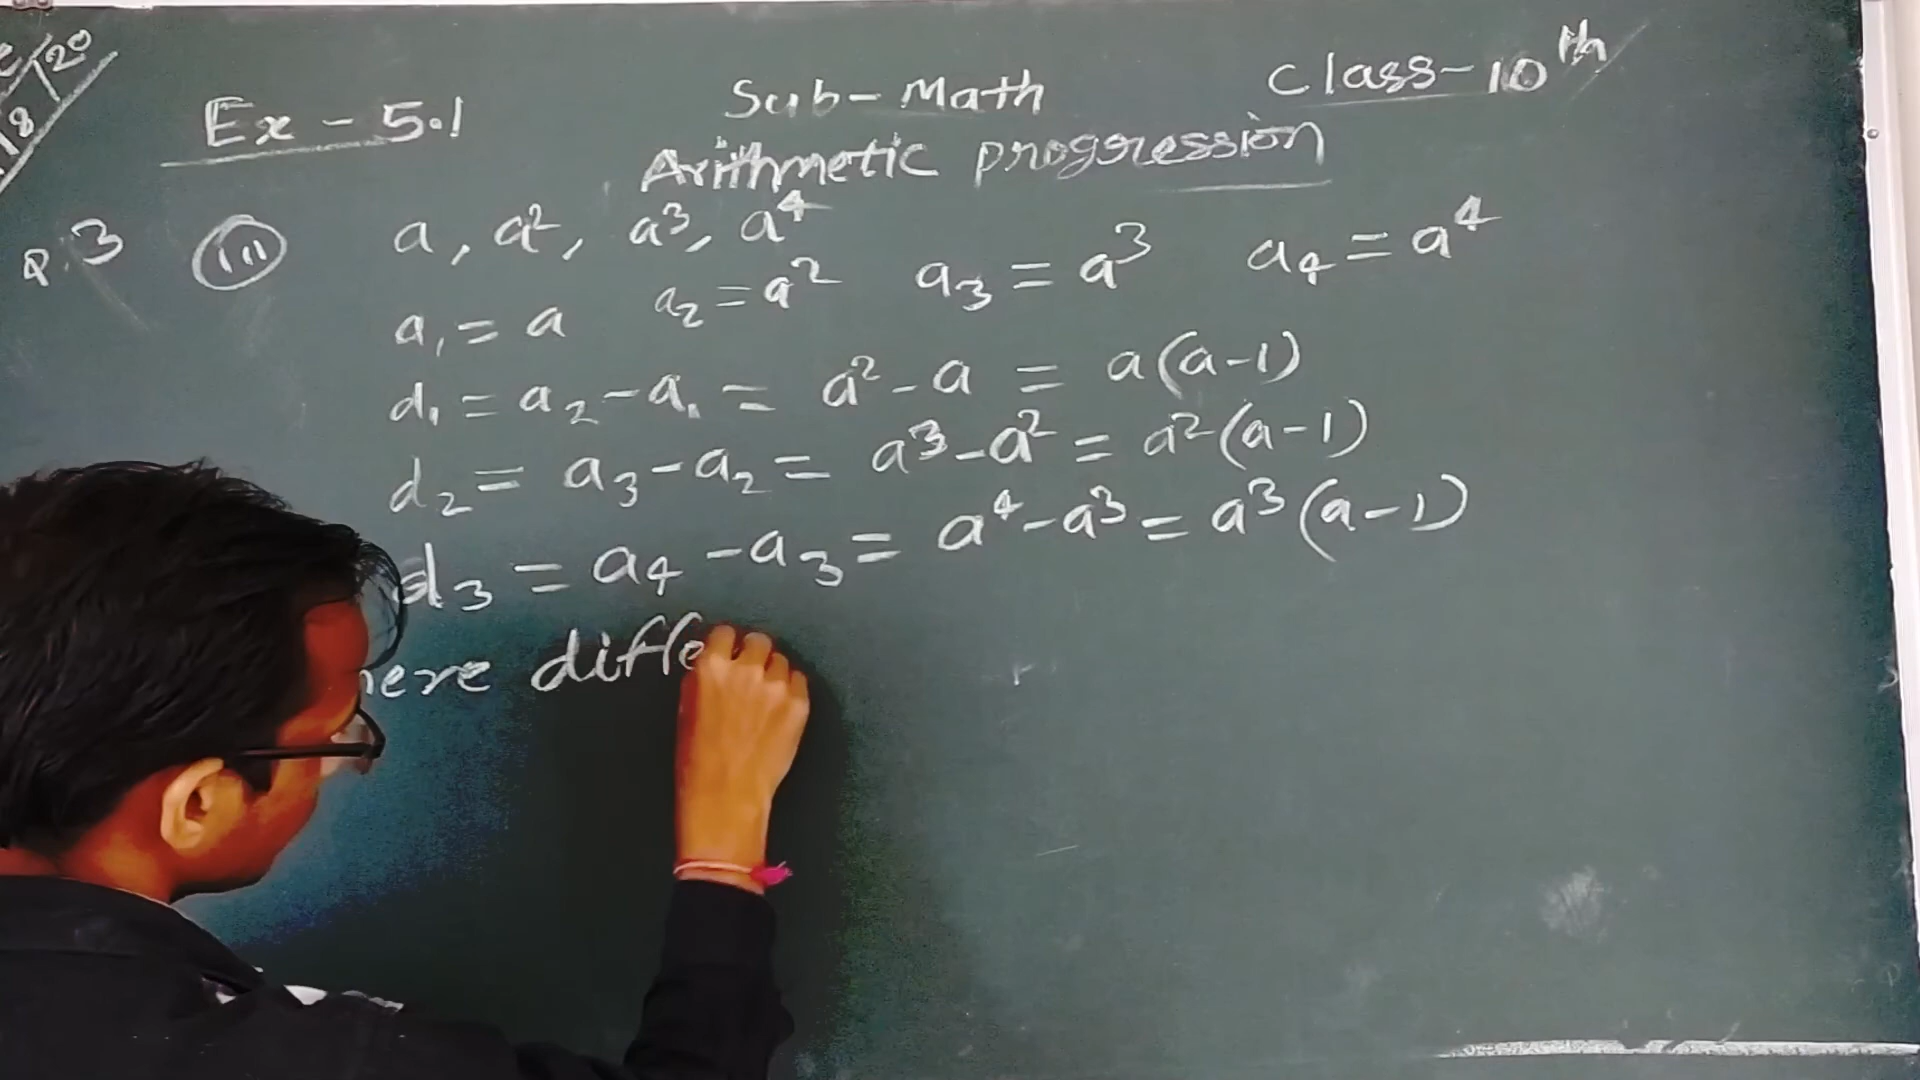 Ex - 5.1
Sub - Math
Class - 10th
Arithmetic progression
Q.3 (iii) a, a², a³, a⁴
a₁ = a a₂ = a² a₃ = a³ a₄ = a⁴
d₁ = a₂ - a₁ = a² - a = a(a-1)
d₂ = a₃ - a₂ = a³ - a² = a²(a-1)
d₃ = a₄ - a₃ = a⁴ - a³ = a³(a-1)